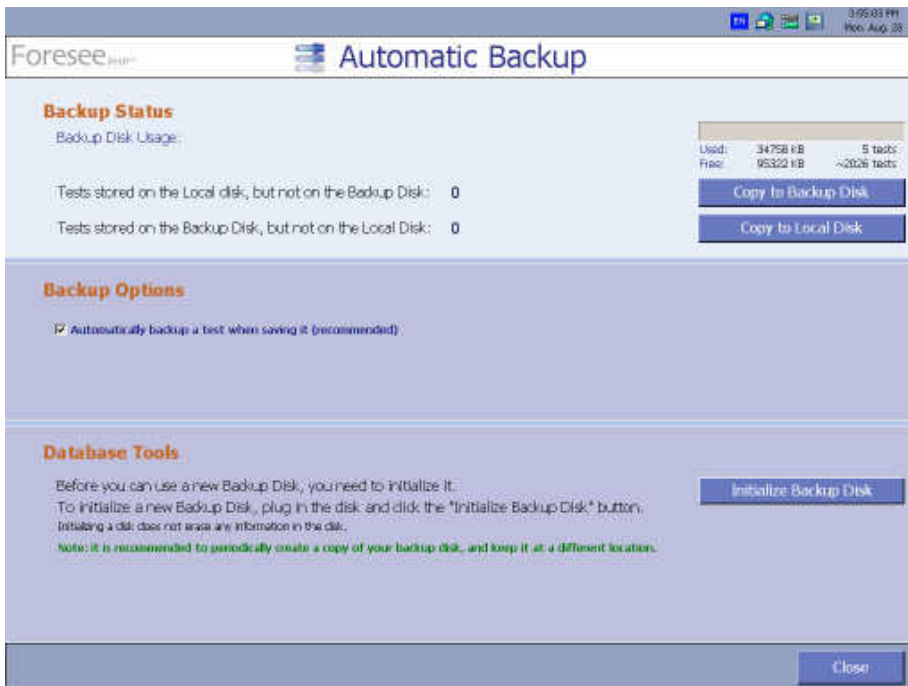 EN
Mon. Aug. 28
Foresee
Automatic Backup
Backup Status
Backup Disk Usage:
Used: 34758 KB 5 tests
Free: 95322 KB ~2026 tests
Tests stored on the Local disk, but not on the Backup Disk: 0
Copy to Backup Disk
Tests stored on the Backup Disk, but not on the Local Disk: 0
Copy to Local Disk
Backup Options
Automatically backup a test when saving it (recommended)
Database Tools
Before you can use a new Backup Disk, you need to initialize it.
To initialize a new Backup Disk, plug in the disk and click the "Initialize Backup Disk" button.
Initializing a disk does not erase any information in the disk.
Note: it is recommended to periodically create a copy of your backup disk, and keep it at a different location.
Initialize Backup Disk
Close